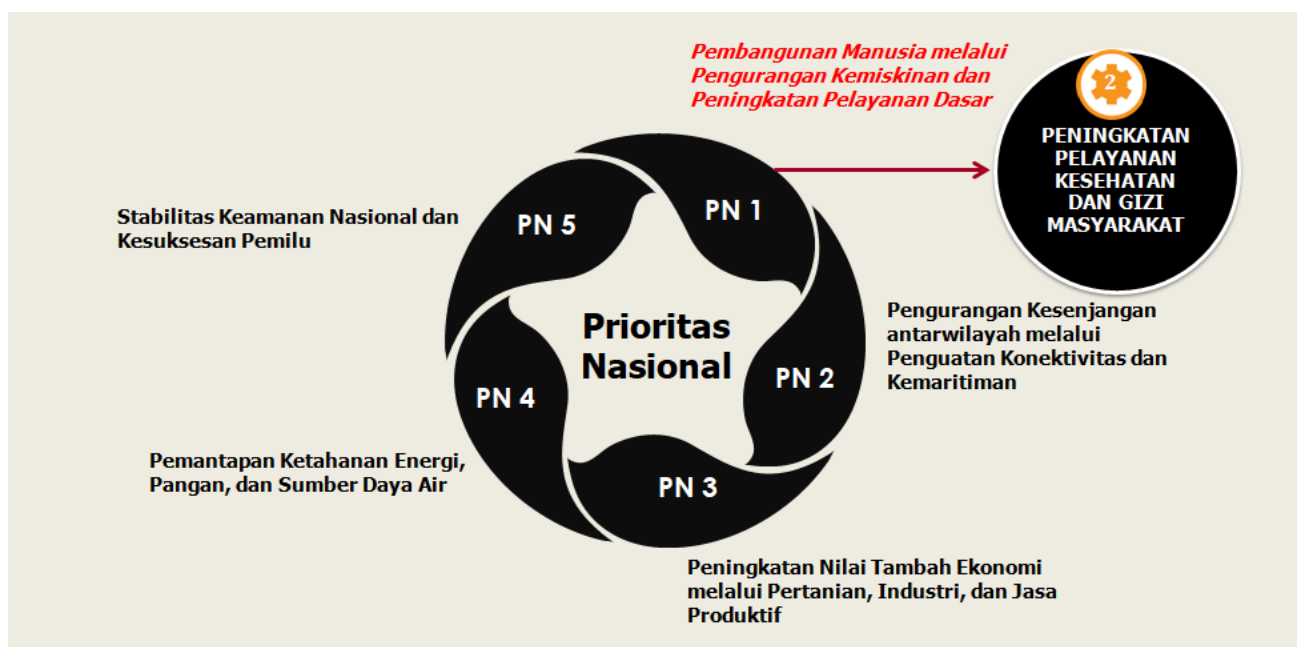 Pembangunan Manusia melalui
Pengurangan Kemiskinan dan
Peningkatan Pelayanan Dasar
2
PENINGKATAN
PELAYANAN
KESEHATAN
DAN GIZI
MASYARAKAT
PN 1
PN 5
Stabilitas Keamanan Nasional dan
Kesuksesan Pemilu
Prioritas
Nasional
Pengurangan Kesenjangan
antarwilayah melalui
Penguatan Konektivitas dan
Kemaritiman
PN 2
PN 4
Pemantapan Ketahanan Energi,
Pangan, dan Sumber Daya Air
PN 3
Peningkatan Nilai Tambah Ekonomi
melalui Pertanian, Industri, dan Jasa
Produktif